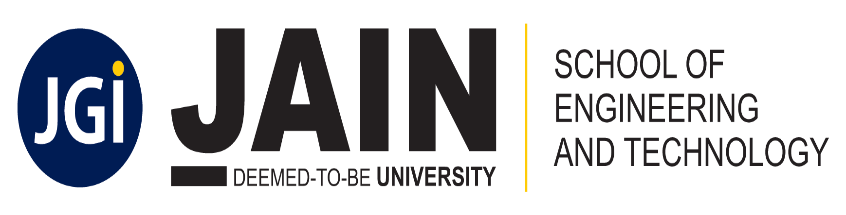 JGi
JAIN
DEEMED-TO-BE UNIVERSITY
SCHOOL OF
ENGINEERING
AND TECHNOLOGY